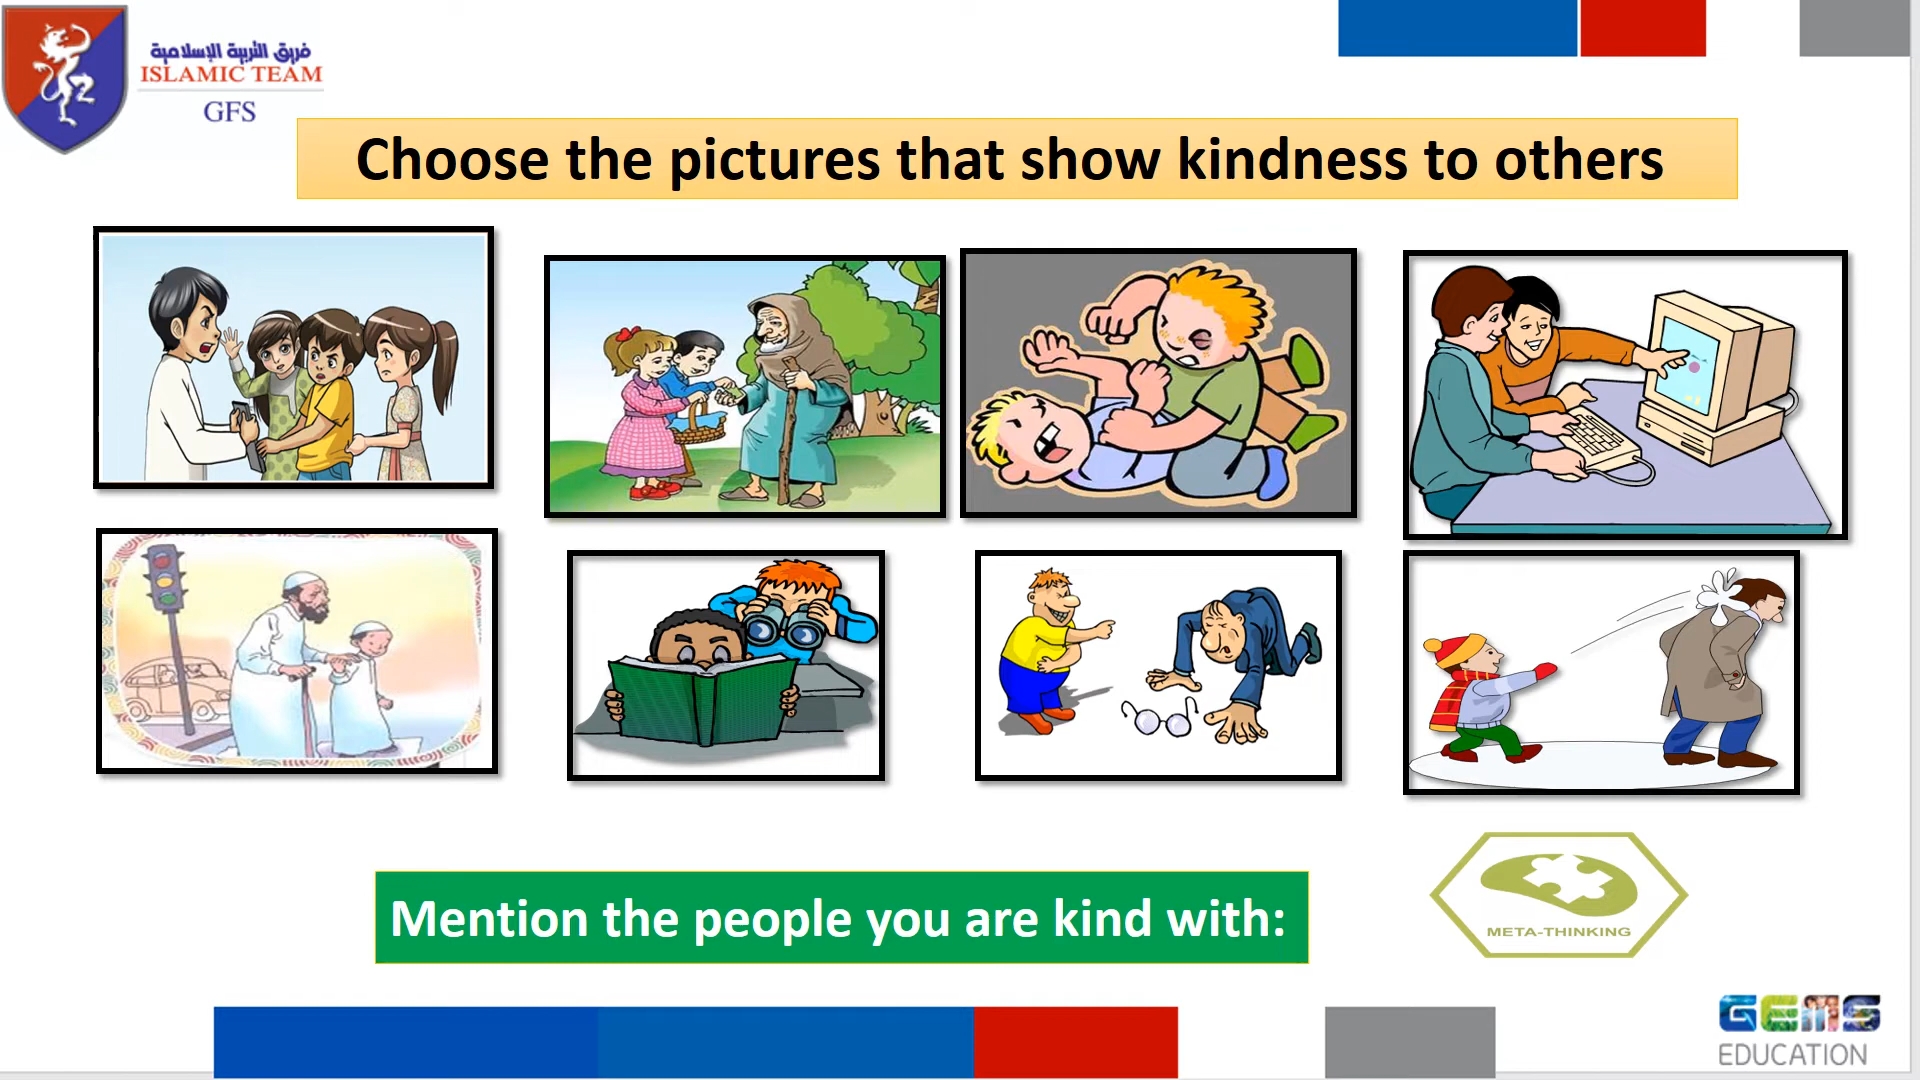 فريق التربية الإسلامية
ISLAMIC TEAM
GFS
Choose the pictures that show kindness to others
Mention the people you are kind with:
META-THINKING
GEMS
EDUCATION